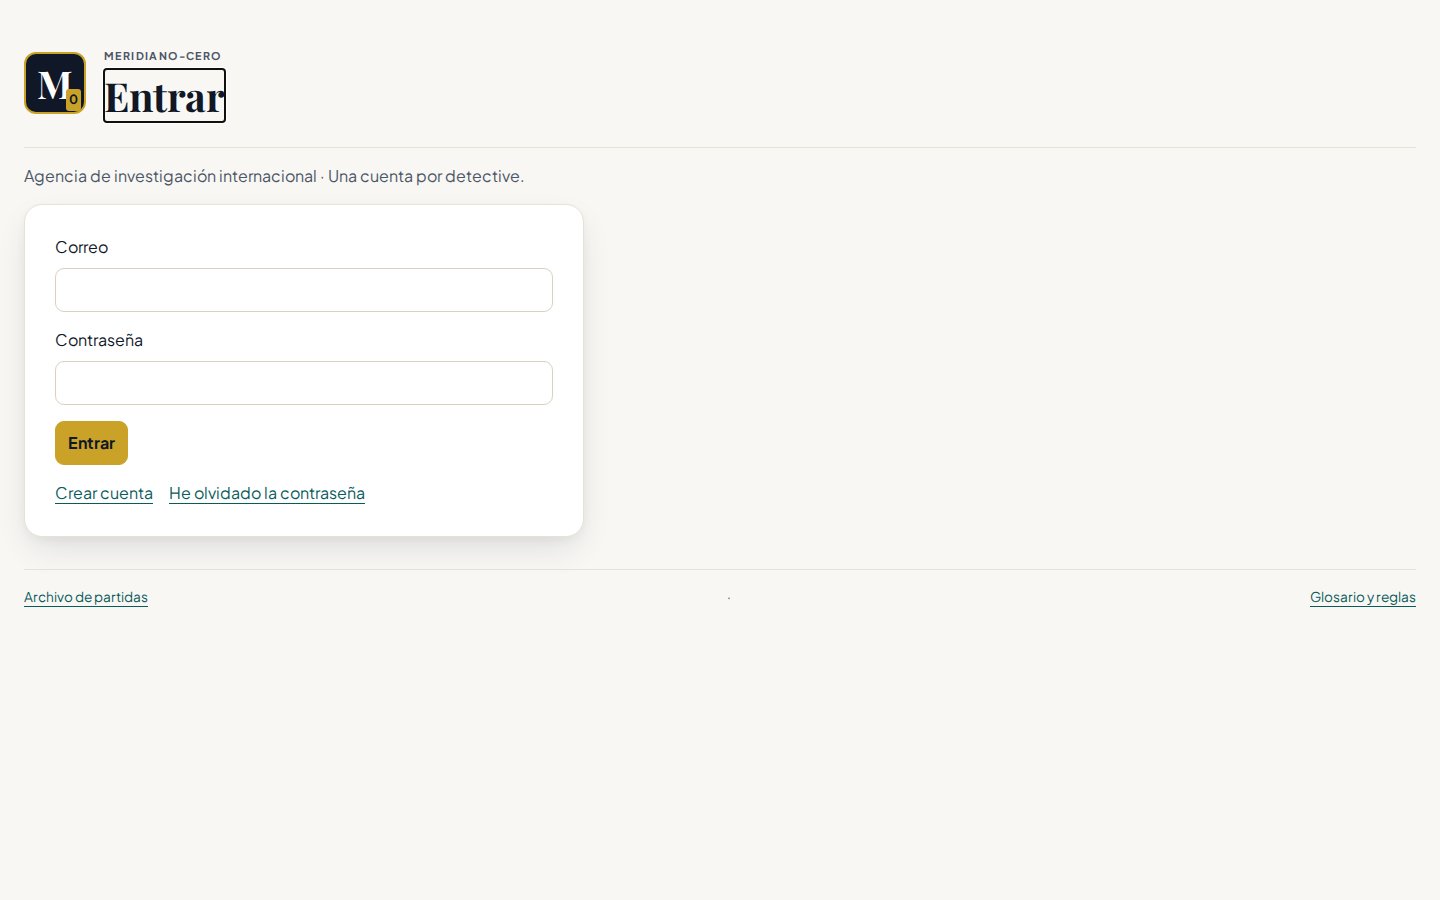 M
0
MERIDIANO-CERO
Entrar
Agencia de investigación internacional · Una cuenta por detective.
Correo
Contraseña
Entrar
Crear cuenta He olvidado la contraseña
Archivo de partidas · Glosario y reglas